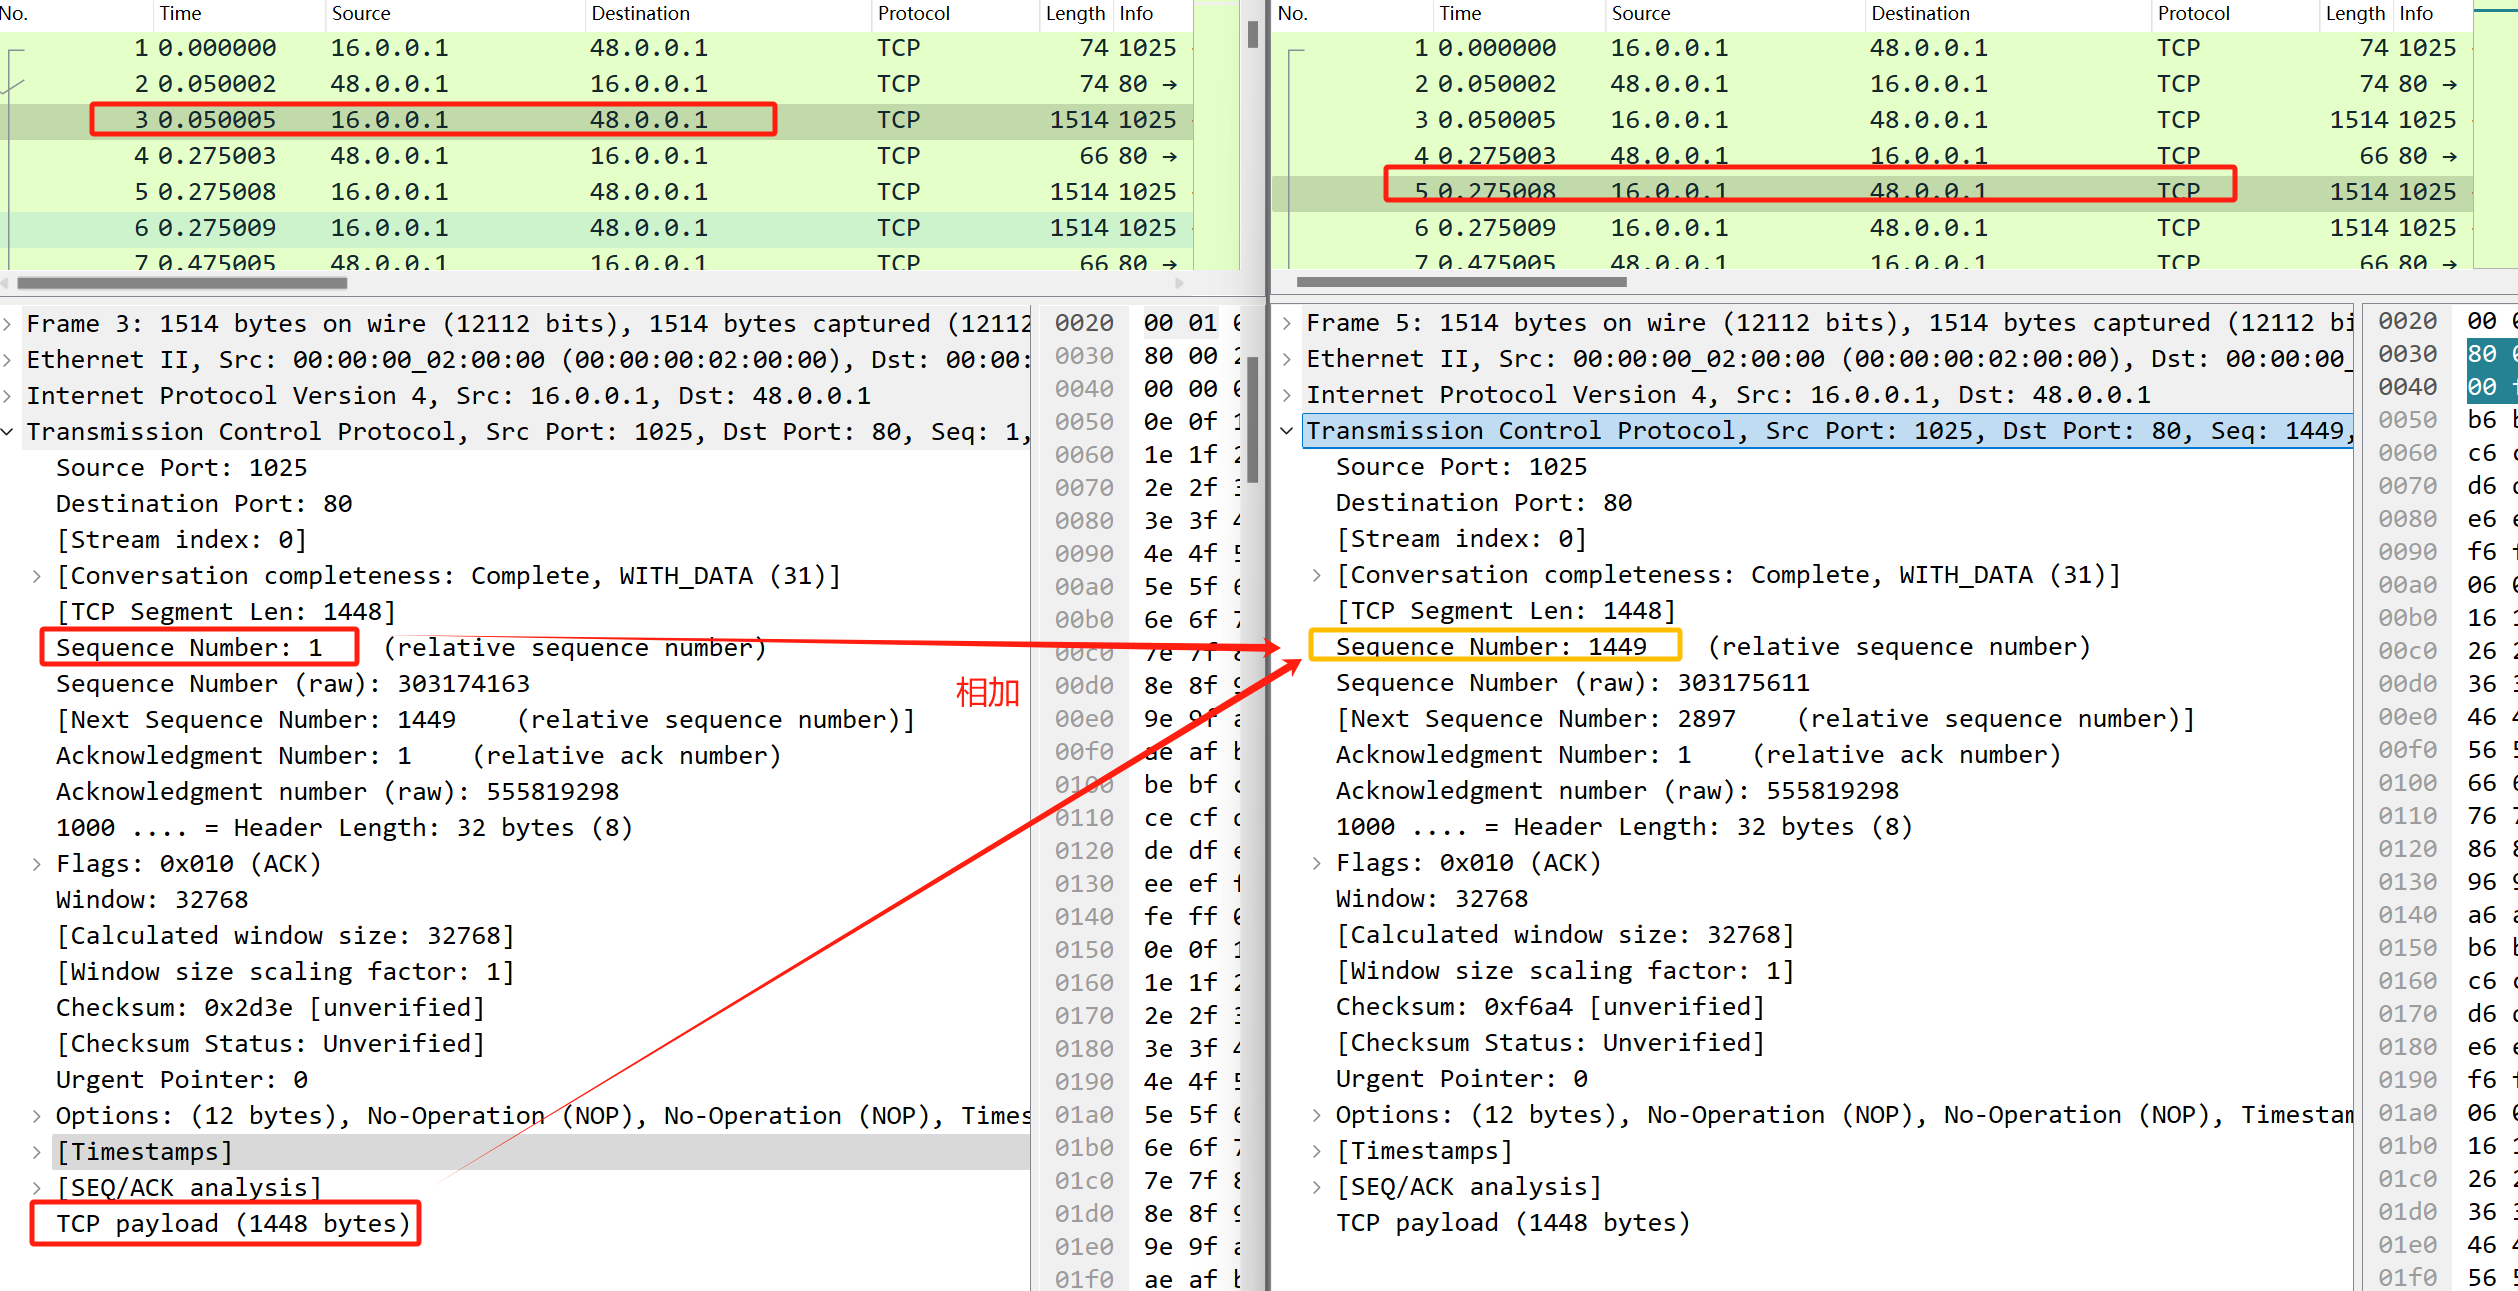 No. Time Source Destination Protocol Length Info
1 0.000000 16.0.0.1 48.0.0.1 TCP 74 1025
2 0.050002 48.0.0.1 16.0.0.1 TCP 74 80 →
3 0.050005 16.0.0.1 48.0.0.1 TCP 1514 1025
4 0.275003 48.0.0.1 16.0.0.1 TCP 66 80 →
5 0.275008 16.0.0.1 48.0.0.1 TCP 1514 1025
6 0.275009 16.0.0.1 48.0.0.1 TCP 1514 1025
7 0.475005 48.0.0.1 16.0.0.1 TCP 66 80 →
Frame 3: 1514 bytes on wire (12112 bits), 1514 bytes captured (12112
Ethernet II, Src: 00:00:00_02:00:00 (00:00:00:02:00:00), Dst: 00:00:
Internet Protocol Version 4, Src: 16.0.0.1, Dst: 48.0.0.1
Transmission Control Protocol, Src Port: 1025, Dst Port: 80, Seq: 1,
Source Port: 1025
Destination Port: 80
[Stream index: 0]
[Conversation completeness: Complete, WITH_DATA (31)]
[TCP Segment Len: 1448]
Sequence Number: 1 (relative sequence number)
Sequence Number (raw): 303174163
[Next Sequence Number: 1449 (relative sequence number)]
Acknowledgment Number: 1 (relative ack number)
Acknowledgment number (raw): 555819298
1000 .... = Header Length: 32 bytes (8)
Flags: 0x010 (ACK)
Window: 32768
[Calculated window size: 32768]
[Window size scaling factor: 1]
Checksum: 0x2d3e [unverified]
[Checksum Status: Unverified]
Urgent Pointer: 0
Options: (12 bytes), No-Operation (NOP), No-Operation (NOP), Times
[Timestamps]
[SEQ/ACK analysis]
TCP payload (1448 bytes)
0020 00 01
0030 80 00
0040 00 00
0050 0e 0f
0060 1e 1f
0070 2e 2f
0080 3e 3f
0090 4e 4f
00a0 5e 5f
00b0 6e 6f
00c0 7e 7f
00d0 8e 8f
00e0 9e 9f
00f0 ae af
0100 be bf
0110 ce cf
0120 de df
0130 ee ef
0140 fe ff
0150 0e 0f
0160 1e 1f
0170 2e 2f
0180 3e 3f
0190 4e 4f
01a0 5e 5f
01b0 6e 6f
01c0 7e 7f
01d0 8e 8f
01e0 9e 9f
01f0 ae af
相加
No. Time Source Destination Protocol Length Info
1 0.000000 16.0.0.1 48.0.0.1 TCP 74 1025
2 0.050002 48.0.0.1 16.0.0.1 TCP 74 80 →
3 0.050005 16.0.0.1 48.0.0.1 TCP 1514 1025
4 0.275003 48.0.0.1 16.0.0.1 TCP 66 80 →
5 0.275008 16.0.0.1 48.0.0.1 TCP 1514 1025
6 0.275009 16.0.0.1 48.0.0.1 TCP 1514 1025
7 0.475005 48.0.0.1 16.0.0.1 TCP 66 80 →
Frame 5: 1514 bytes on wire (12112 bits), 1514 bytes captured (12112 bi
Ethernet II, Src: 00:00:00_02:00:00 (00:00:00:02:00:00), Dst: 00:00:00_
Internet Protocol Version 4, Src: 16.0.0.1, Dst: 48.0.0.1
Transmission Control Protocol, Src Port: 1025, Dst Port: 80, Seq: 1449,
Source Port: 1025
Destination Port: 80
[Stream index: 0]
[Conversation completeness: Complete, WITH_DATA (31)]
[TCP Segment Len: 1448]
Sequence Number: 1449 (relative sequence number)
Sequence Number (raw): 303175611
[Next Sequence Number: 2897 (relative sequence number)]
Acknowledgment Number: 1 (relative ack number)
Acknowledgment number (raw): 555819298
1000 .... = Header Length: 32 bytes (8)
Flags: 0x010 (ACK)
Window: 32768
[Calculated window size: 32768]
[Window size scaling factor: 1]
Checksum: 0xf6a4 [unverified]
[Checksum Status: Unverified]
Urgent Pointer: 0
Options: (12 bytes), No-Operation (NOP), No-Operation (NOP), Timestam
[Timestamps]
[SEQ/ACK analysis]
TCP payload (1448 bytes)
0020 00
0030 80
0040 00
0050 b6
0060 c6
0070 d6
0080 e6
0090 f6
00a0 06
00b0 16
00c0 26
00d0 36
00e0 46
00f0 56
0100 66
0110 76
0120 86
0130 96
0140 a6
0150 b6
0160 c6
0170 d6
0180 e6
0190 f6
01a0 06
01b0 16
01c0 26
01d0 36
01e0 46
01f0 56